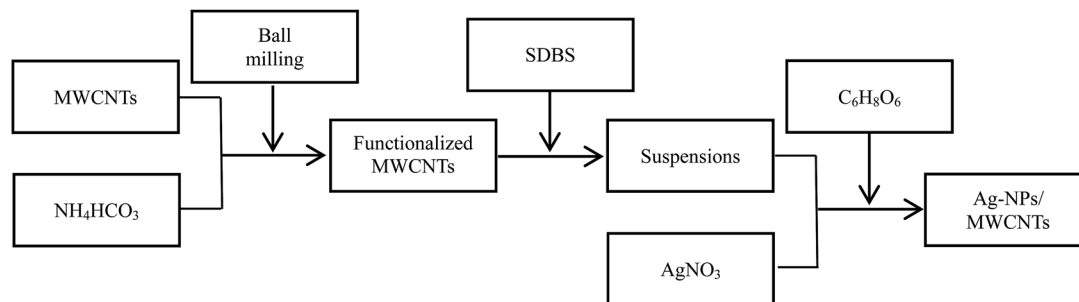 Ball
milling
SDBS
MWCNTs
C₆H₈O₆
Functionalized
MWCNTs
Suspensions
NH₄HCO₃
Ag-NPs/
MWCNTs
AgNO₃